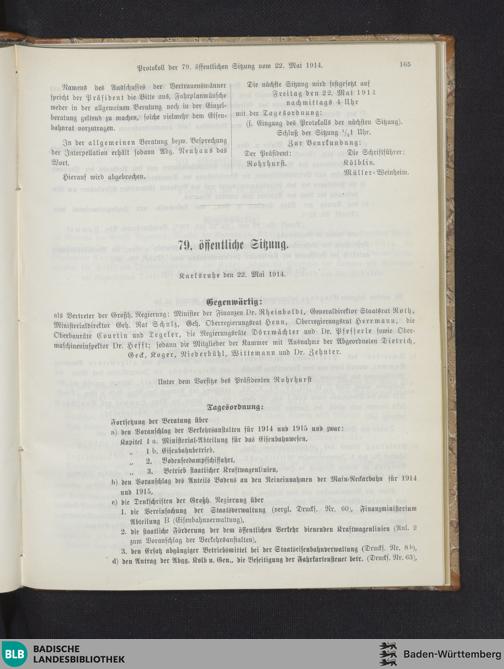 Protokoll der 79. öffentlichen Sitzung vom 22. Mai 1914.
165
Namens des Ausschusses der Vertrauensmänner
spricht der Präsident die Bitte aus, Fahrplanwünsche
weder in der allgemeinen Beratung noch in der Einzel-
beratung geltend zu machen, solche vielmehr dem Eisen-
bahnrat vorzutragen.
In der allgemeinen Beratung bezw. Besprechung
der Interpellation erhält sodann Abg. Neuhaus das
Wort.
Hierauf wird abgebrochen.
Die nächste Sitzung wird festgesetzt auf
Freitag den 22. Mai 1914
nachmittags 4 Uhr
mit der Tagesordnung:
(s. Eingang des Protokolls der nächsten Sitzung).
Schluß der Sitzung Uhr.
Zur Beurkundung:
Der Präsident:
Rohrhurst.
Die Schriftführer:
Kölblin.
Müller-Weinheim.
79. öffentliche Sitzung.
Karlsruhe den 22. Mai 1914.
Gegenwärtig:
als Vertreter der Großh. Regierung: Minister der Finanzen Dr. Rheinboldt, Generaldirektor Staatsrat Roth,
Ministerialdirektor Geh. Rat Schulz, Geh. Oberregierungsrat Henn, Oberregierungsrat Herrmann, die
Oberbauräte Courtin und Tegeler, die Regierungsräte Dörrwächter und Dr. Pfefferle sowie Ober-
maschineninspektor Dr. Hefft; sodann die Mitglieder der Kammer mit Ausnahme der Abgeordneten Dietrich,
Geck, Koger, Niederbühl, Wittemann und Dr. Zehnter.
Unter dem Vorsitze des Präsidenten Rohrhurst
Tagesordnung:
Fortsetzung der Beratung über
a) den Voranschlag der Verkehrsanstalten für 1914 und 1915 und zwar:
Kapitel 1 a. Ministerial-Abteilung für das Eisenbahnwesen.
„ 1 b. Eisenbahnbetrieb.
„ 2. Bodenseedampfschiffahrt.
„ 3. Betrieb staatlicher Kraftwagenlinien,
b) den Voranschlag des Anteils Badens an den Reineinnahmen der Main-Neckarbahn für 1914
und 1915,
c) die Denkschriften der Großh. Regierung über
1. die Vereinfachung der Staatsverwaltung (vergl. Druckf. Nr. 60), Finanzministerium
Abteilung B (Eisenbahnverwaltung),
2. die staatliche Förderung der dem öffentlichen Verkehr dienenden Kraftwagenlinien (Anl. 2
zum Voranschlag der Verkehrsanstalten),
3. den Ersatz abgängiger Betriebsmittel bei der Staatseisenbahnverwaltung (Drucks. Nr. 8b),
d) den Antrag der Abgg. Kolb u. Gen., die Beseitigung der Fahrkartensteuer betr. (Drucks. Nr. 63),
BLB BADISCHE
LANDESBIBLIOTHEK
Baden-Württemberg